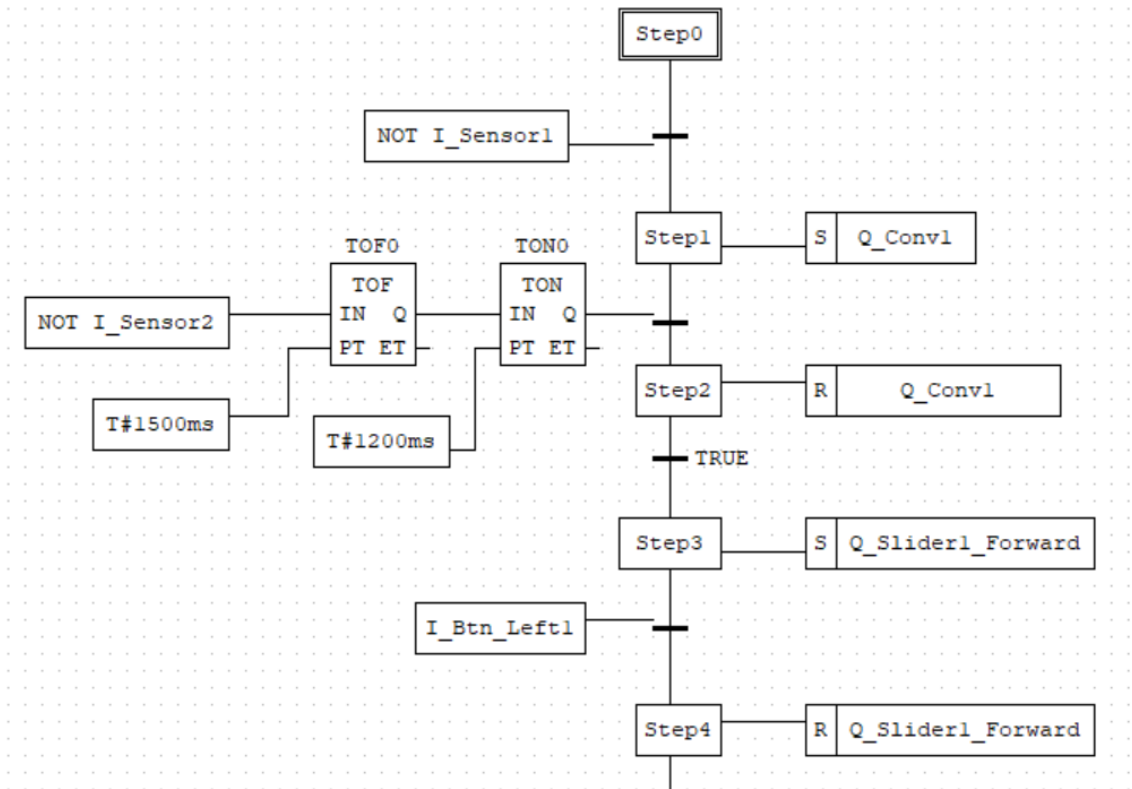 Step0
NOT I_Sensor1
Step1
S Q_Conv1
TOF0
TON0
TOF
IN Q
PT ET
TON
IN Q
PT ET
NOT I_Sensor2
T#1500ms
T#1200ms
Step2
R Q_Conv1
TRUE
Step3
S Q_Slider1_Forward
I_Btn_Left1
Step4
R Q_Slider1_Forward